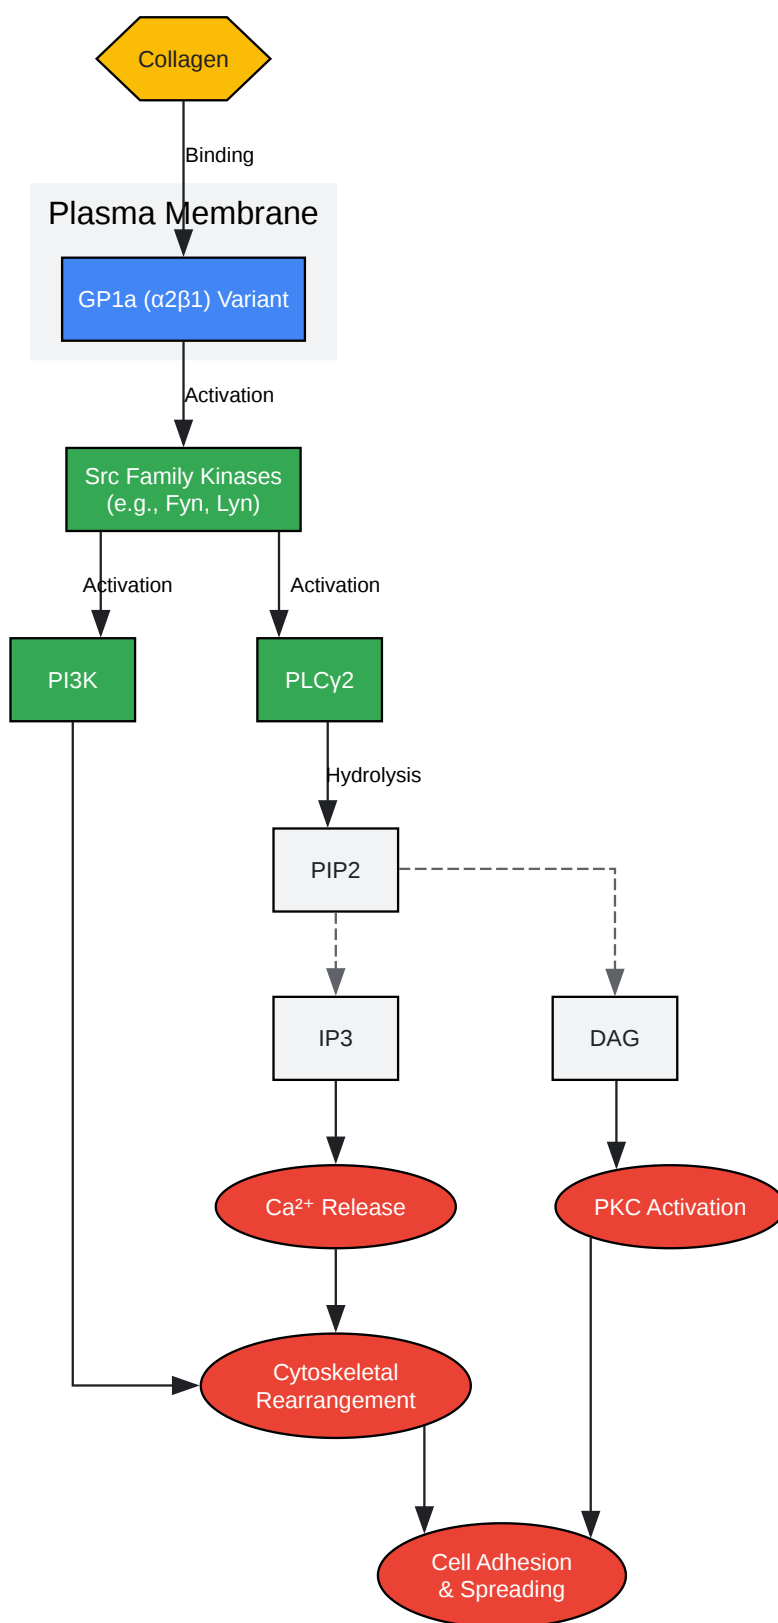 Collagen
Binding
Plasma Membrane
GP1a (α2β1) Variant
Activation
Src Family Kinases
(e.g., Fyn, Lyn)
Activation
Activation
PI3K
PLCγ2
Hydrolysis
PIP2
IP3
DAG
Ca²⁺ Release
PKC Activation
Cytoskeletal
Rearrangement
Cell Adhesion
& Spreading